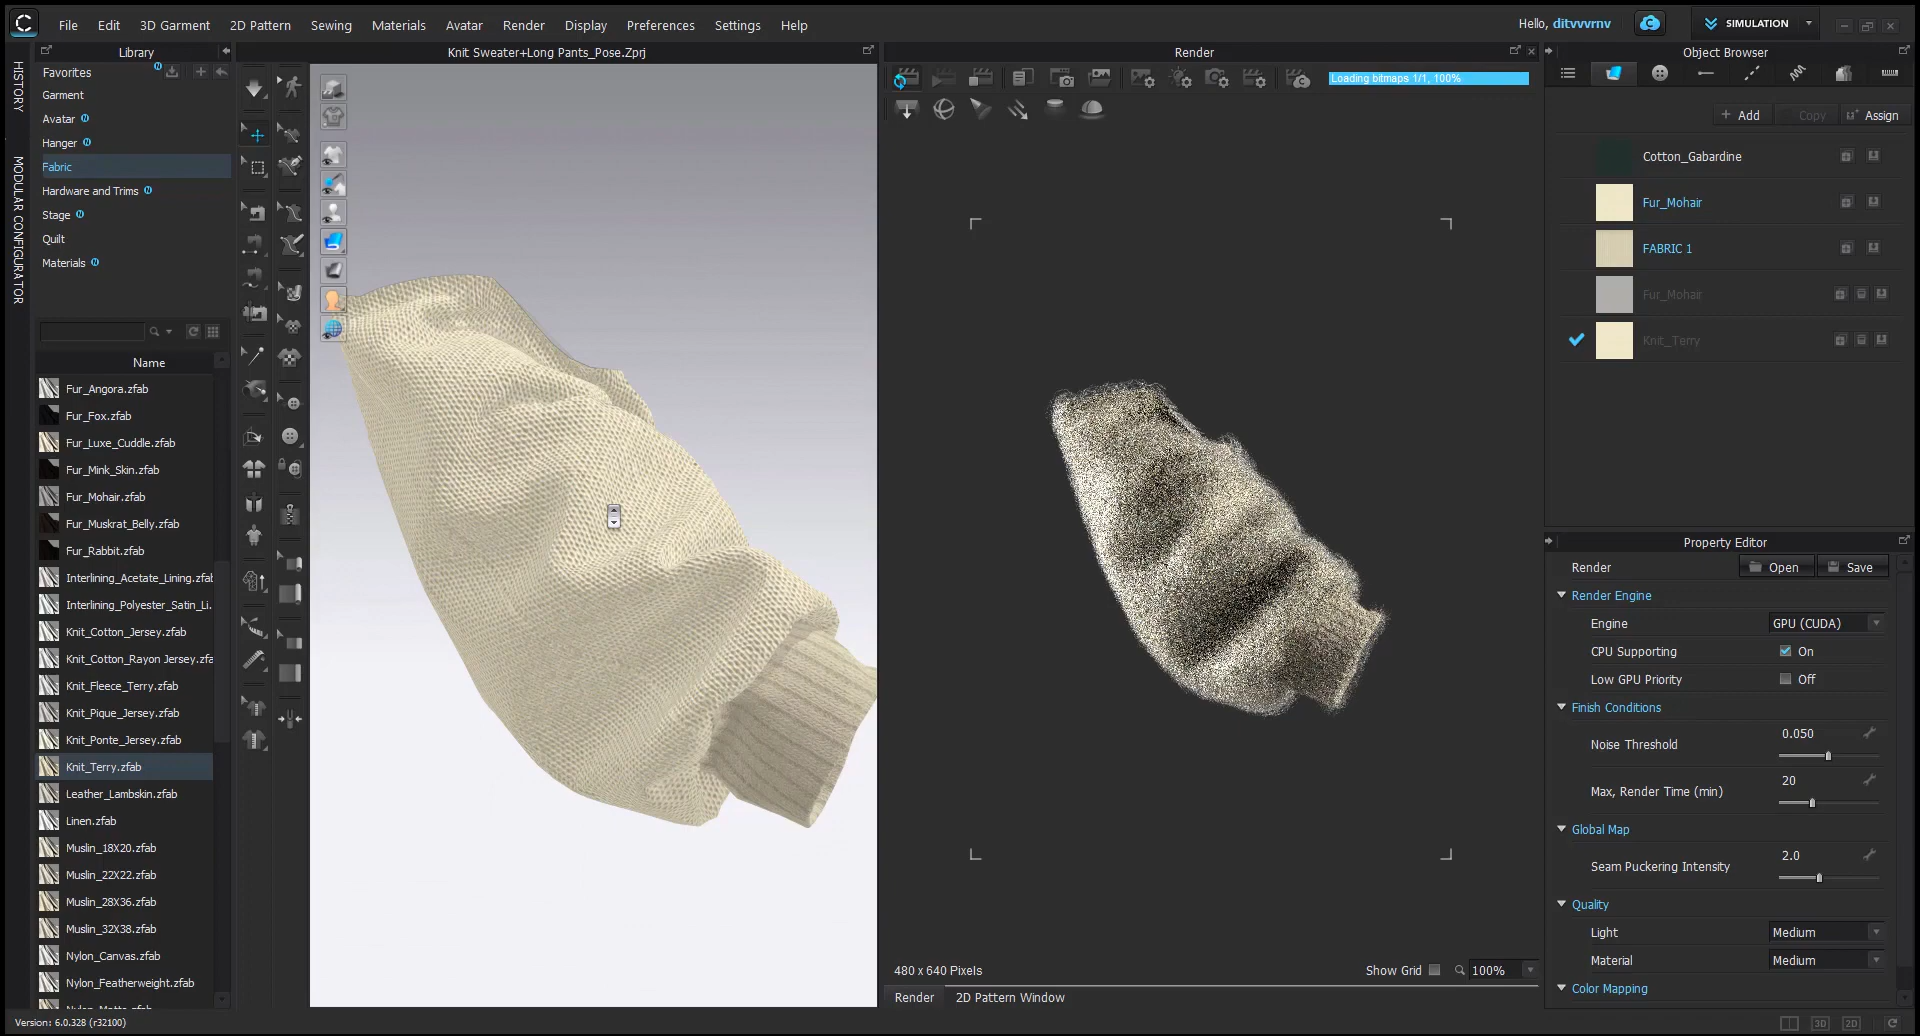 File Edit 3D Garment 2D Pattern Sewing Materials Avatar Render Display Preferences Settings Help
Hello, ditvvvrnv
SIMULATION
HISTORY
MODULAR CONFIGURATOR
Library
Favorites
Garment
Avatar
Hanger
Fabric
Hardware and Trims
Stage
Quilt
Materials
Name
Fur_Angora.zfab
Fur_Fox.zfab
Fur_Luxe_Cuddle.zfab
Fur_Mink_Skin.zfab
Fur_Mohair.zfab
Fur_Muskrat_Belly.zfab
Fur_Rabbit.zfab
Interlining_Acetate_Lining.zfab
Interlining_Polyester_Satin_Li.
Knit_Cotton_Jersey.zfab
Knit_Cotton_Rayon Jersey.zfa
Knit_Fleece_Terry.zfab
Knit_Pique_Jersey.zfab
Knit_Ponte_Jersey.zfab
Knit_Terry.zfab
Leather_Lambskin.zfab
Linen.zfab
Muslin_18X20.zfab
Muslin_22X22.zfab
Muslin_28X36.zfab
Muslin_32X38.zfab
Nylon_Canvas.zfab
Nylon_Featherweight.zfab
Version: 6.0.328 (r32100)
Knit Sweater+Long Pants_Pose.Zprj
Render
Loading bitmaps 1/1, 100%
480 x 640 Pixels
Show Grid
100%
Render 2D Pattern Window
Object Browser
+ Add Copy Assign
Cotton_Gabardine
Fur_Mohair
FABRIC 1
Fur_Mohair
Knit_Terry
Property Editor
Render Open Save
Render Engine
Engine GPU (CUDA)
CPU Supporting On
Low GPU Priority Off
Finish Conditions
Noise Threshold 0.050
Max, Render Time (min) 20
Global Map
Seam Puckering Intensity 2.0
Quality
Light Medium
Material Medium
Color Mapping
3D 2D